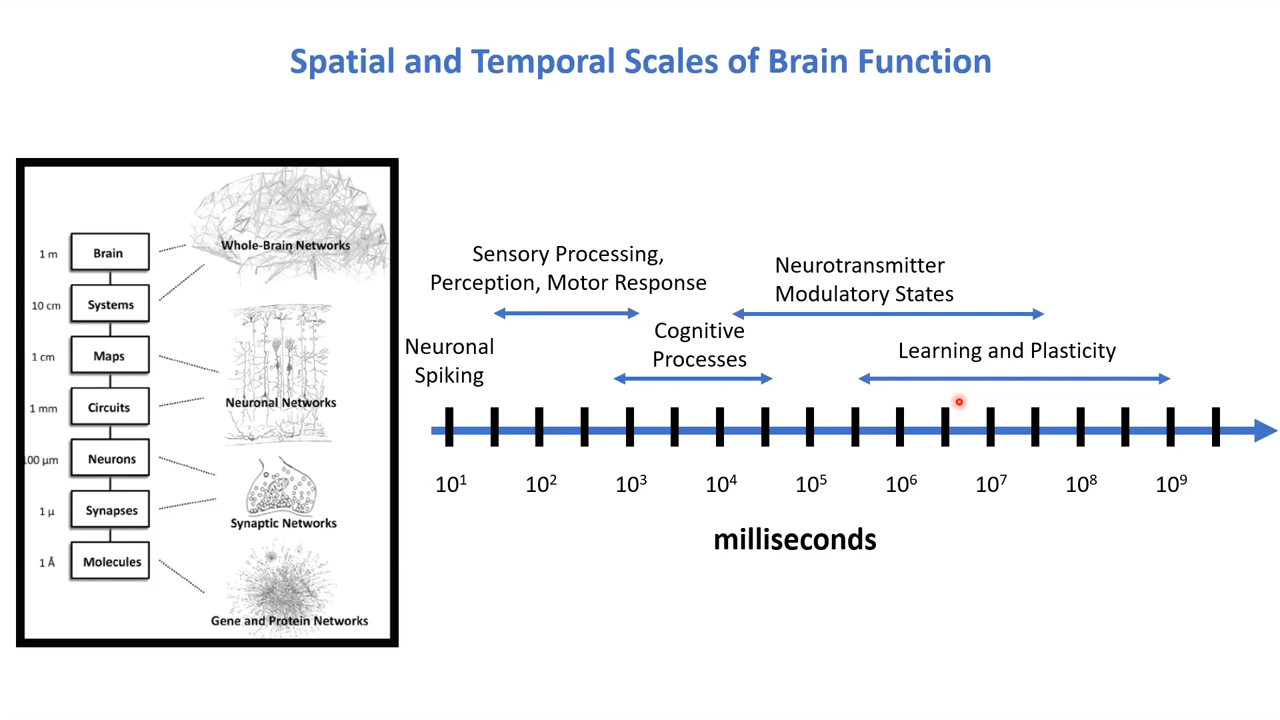 Spatial and Temporal Scales of Brain Function
1 m
Brain
Whole-Brain Networks
10 cm
Systems
1 cm
Maps
Neuronal Networks
1 mm
Circuits
100 µm
Neurons
1 µ
Synapses
Synaptic Networks
1 Å
Molecules
Gene and Protein Networks
Sensory Processing,
Perception, Motor Response
Neurotransmitter
Modulatory States
Neuronal
Spiking
Cognitive
Processes
Learning and Plasticity
10¹ 10² 10³ 10⁴ 10⁵ 10⁶ 10⁷ 10⁸ 10⁹
milliseconds